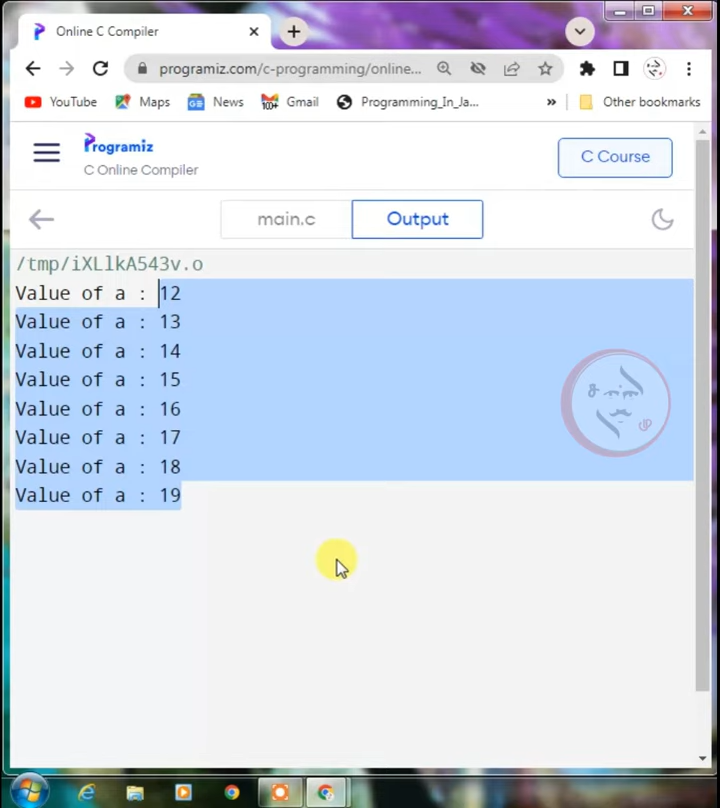 Online C Compiler
programiz.com/c-programming/online...
YouTube Maps News Gmail Programming_In_Ja... » Other bookmarks
Programiz
C Online Compiler
C Course
main.c Output
/tmp/iXLlkA543v.o
Value of a : 12
Value of a : 13
Value of a : 14
Value of a : 15
Value of a : 16
Value of a : 17
Value of a : 18
Value of a : 19